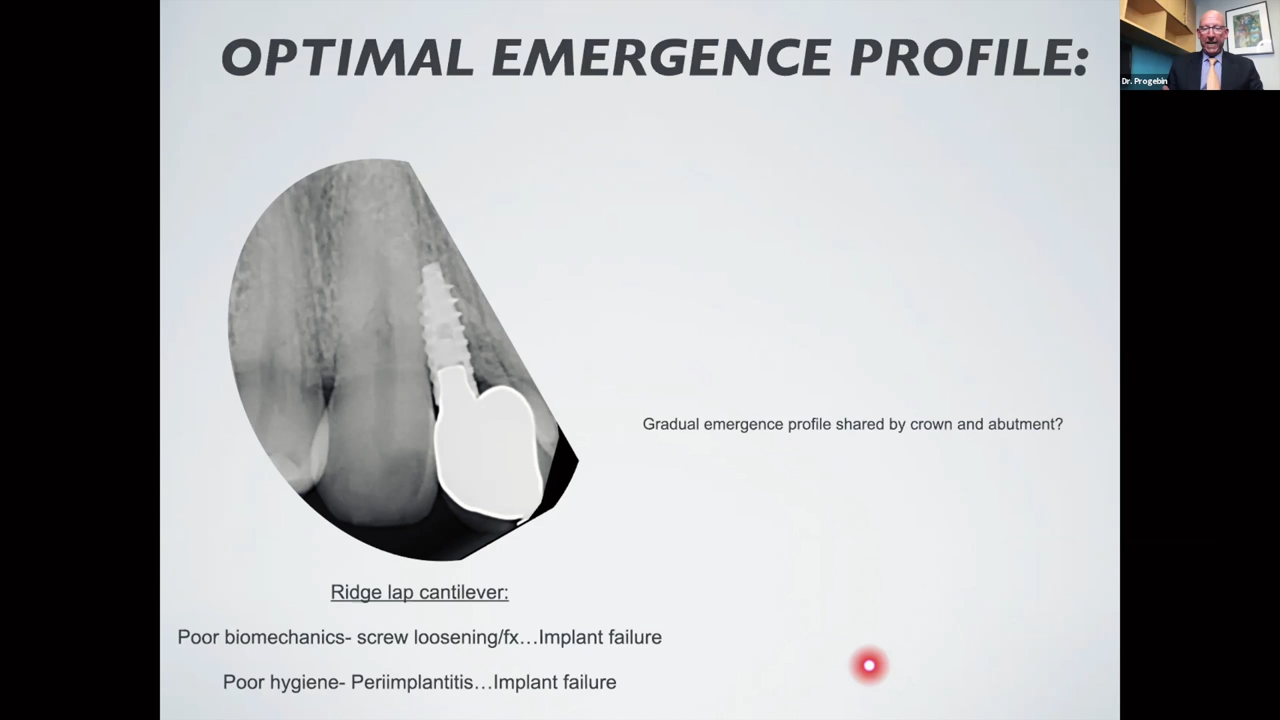 OPTIMAL EMERGENCE PROFILE:
Dr. Progebin
Gradual emergence profile shared by crown and abutment?
Ridge lap cantilever:
Poor biomechanics- screw loosening/fx...Implant failure
Poor hygiene- Periimplantitis...Implant failure